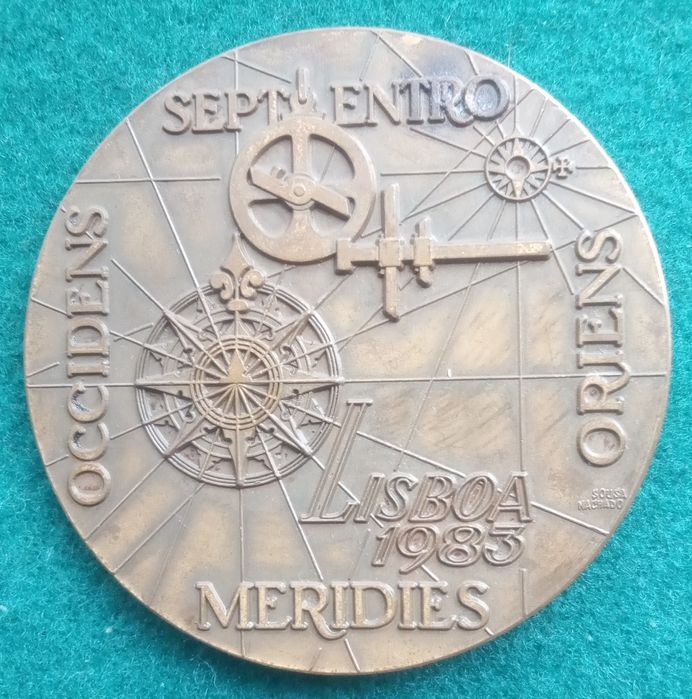 SEPTENTRO
OCCIDENS
ORIENS
LISBOA
1983
SOUSA
MACHADO
MERIDIES